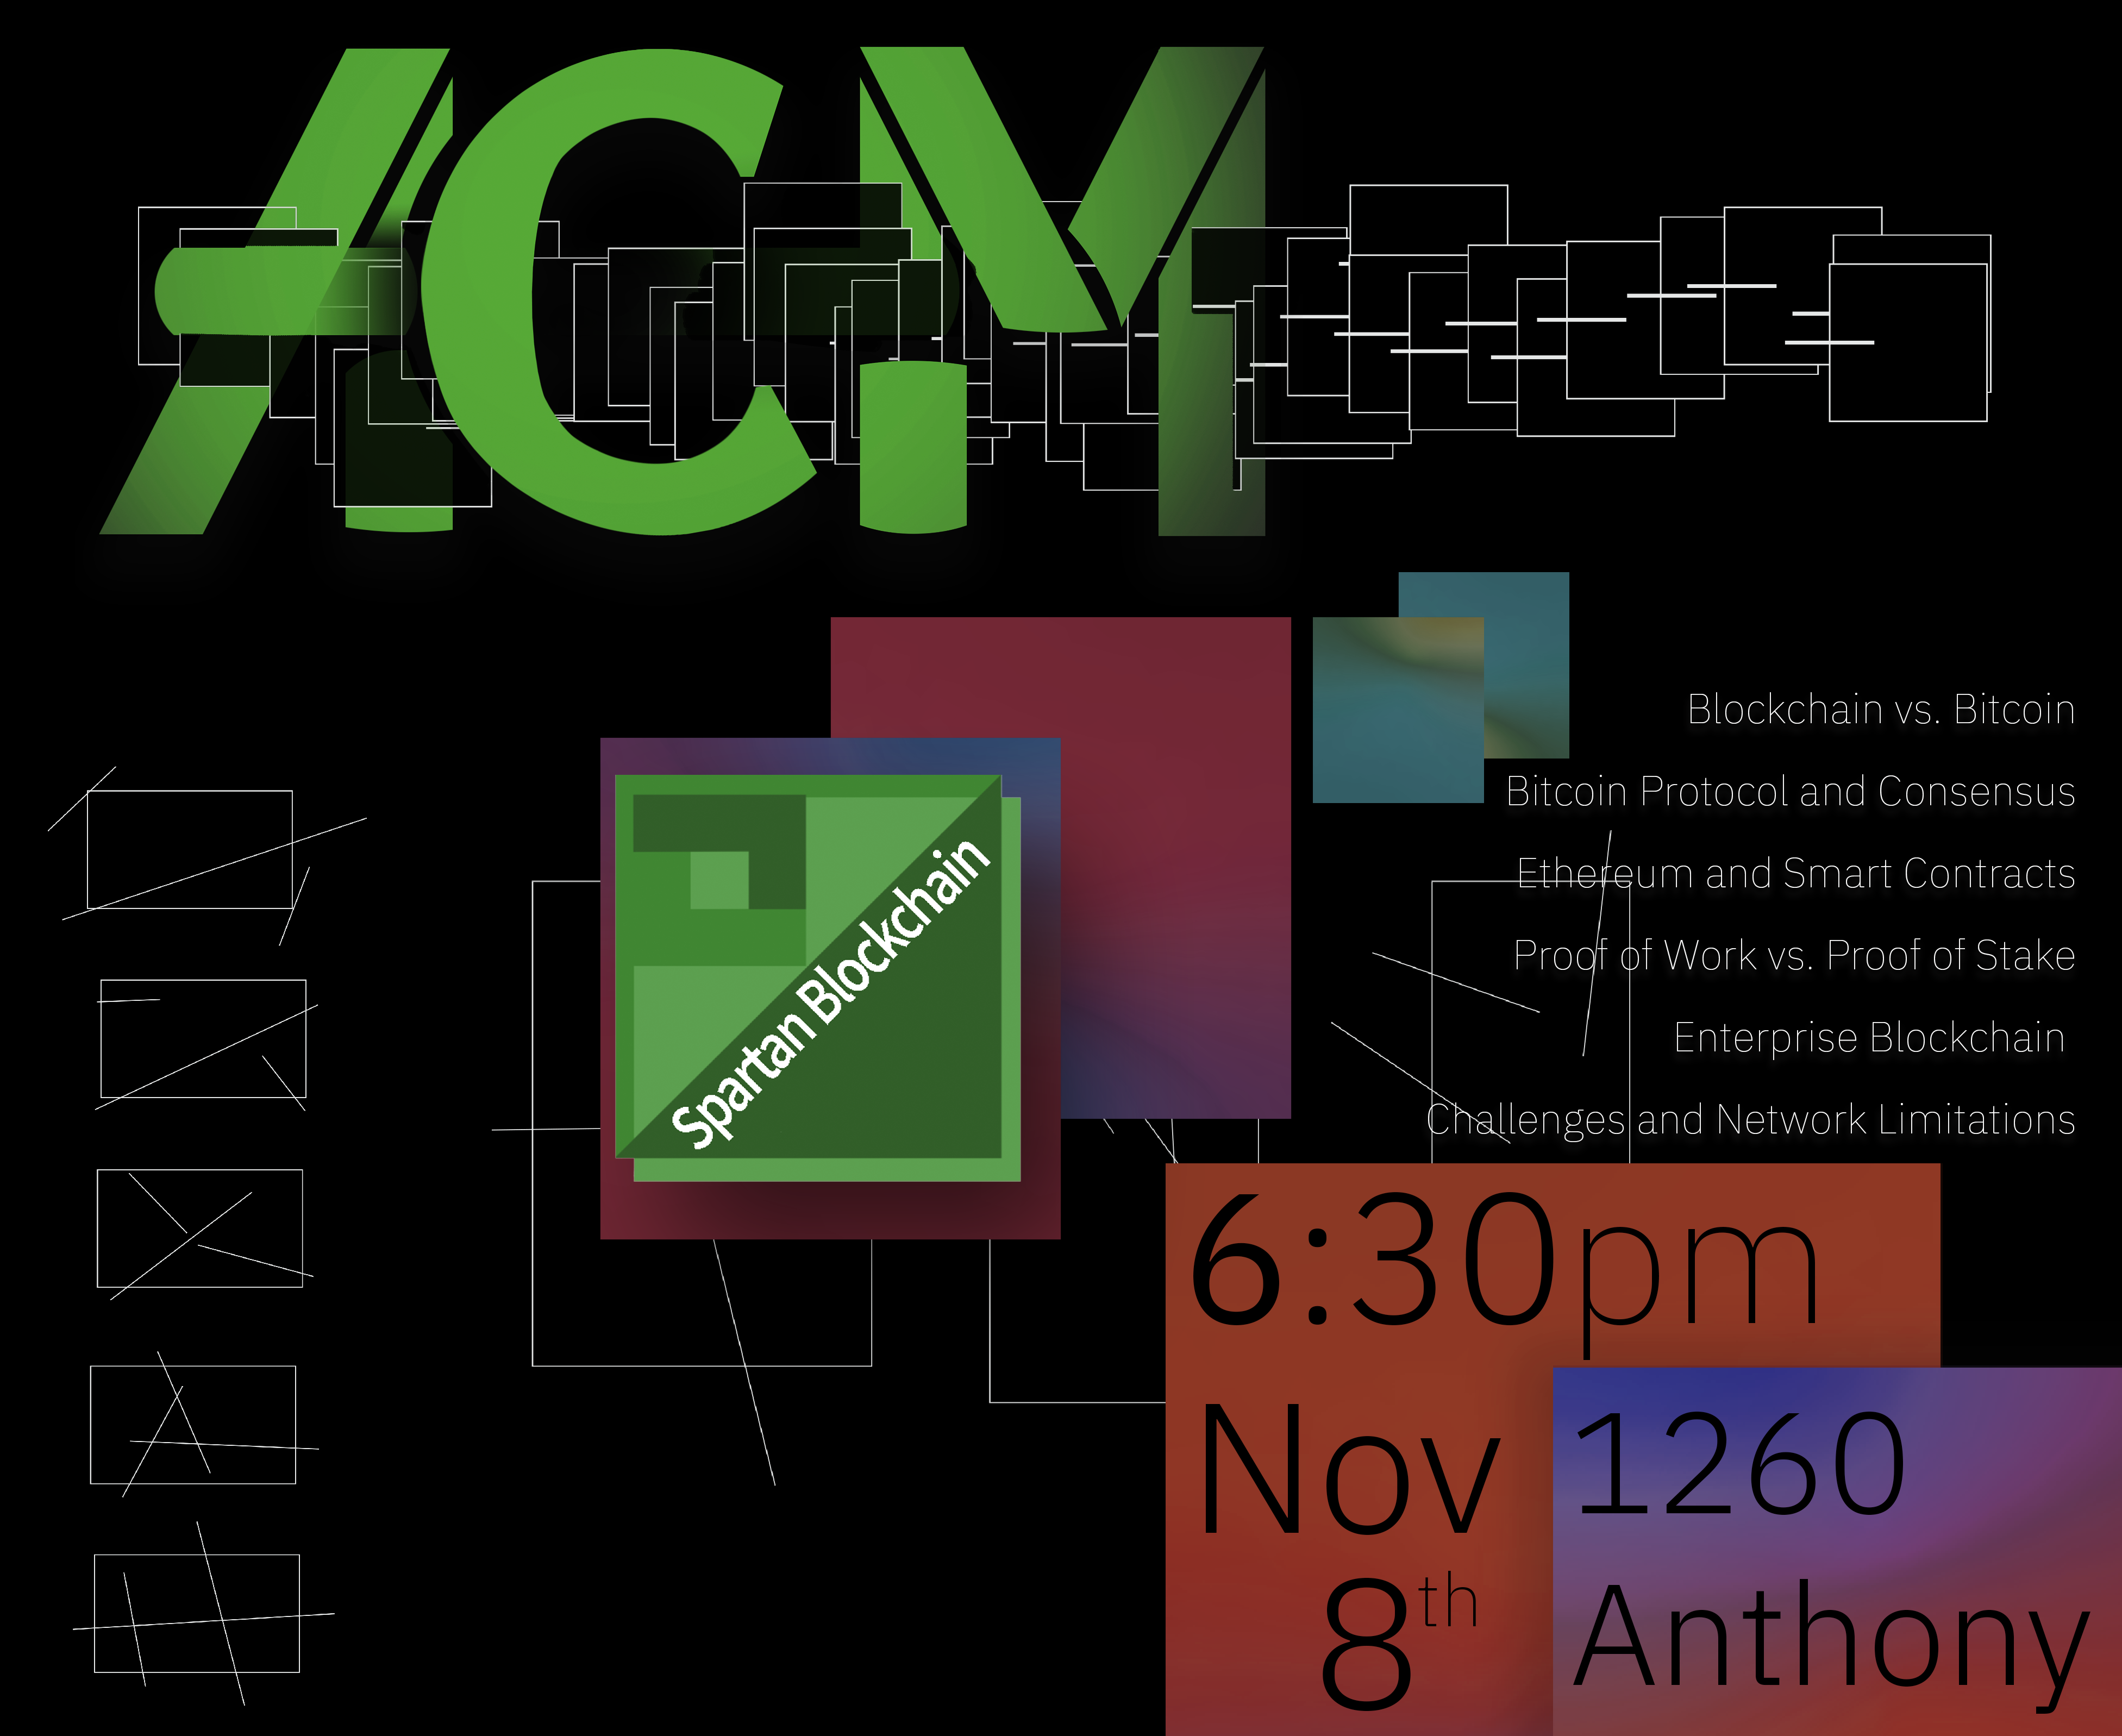 ACM
Blockchain vs. Bitcoin
Bitcoin Protocol and Consensus
Ethereum and Smart Contracts
Proof of Work vs. Proof of Stake
Enterprise Blockchain
Challenges and Network Limitations
Spartan Blockchain
6:30pm
Nov
8th
1260
Anthony